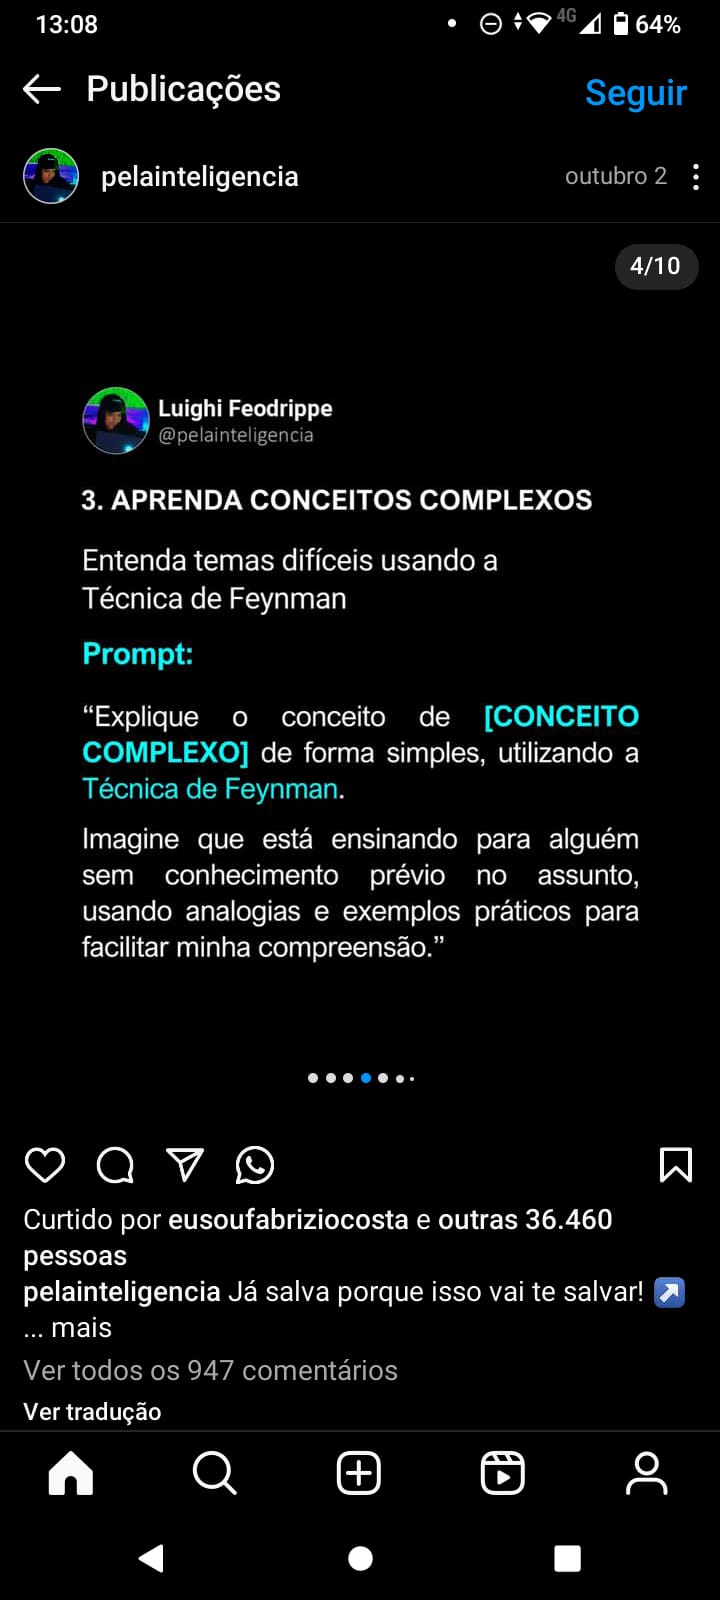 13:08
4G
64%
Publicações
Seguir
pelainteligencia
outubro 2
4/10
Luighi Feodrippe
@pelainteligencia
3. APRENDA CONCEITOS COMPLEXOS
Entenda temas difíceis usando a
Técnica de Feynman
Prompt:
“Explique o conceito de [CONCEITO
COMPLEXO] de forma simples, utilizando a
Técnica de Feynman.
Imagine que está ensinando para alguém
sem conhecimento prévio no assunto,
usando analogias e exemplos práticos para
facilitar minha compreensão.”
Curtido por eusoufabriziocosta e outras 36.460
pessoas
pelainteligencia Já salva porque isso vai te salvar! ↗️
... mais
Ver todos os 947 comentários
Ver tradução